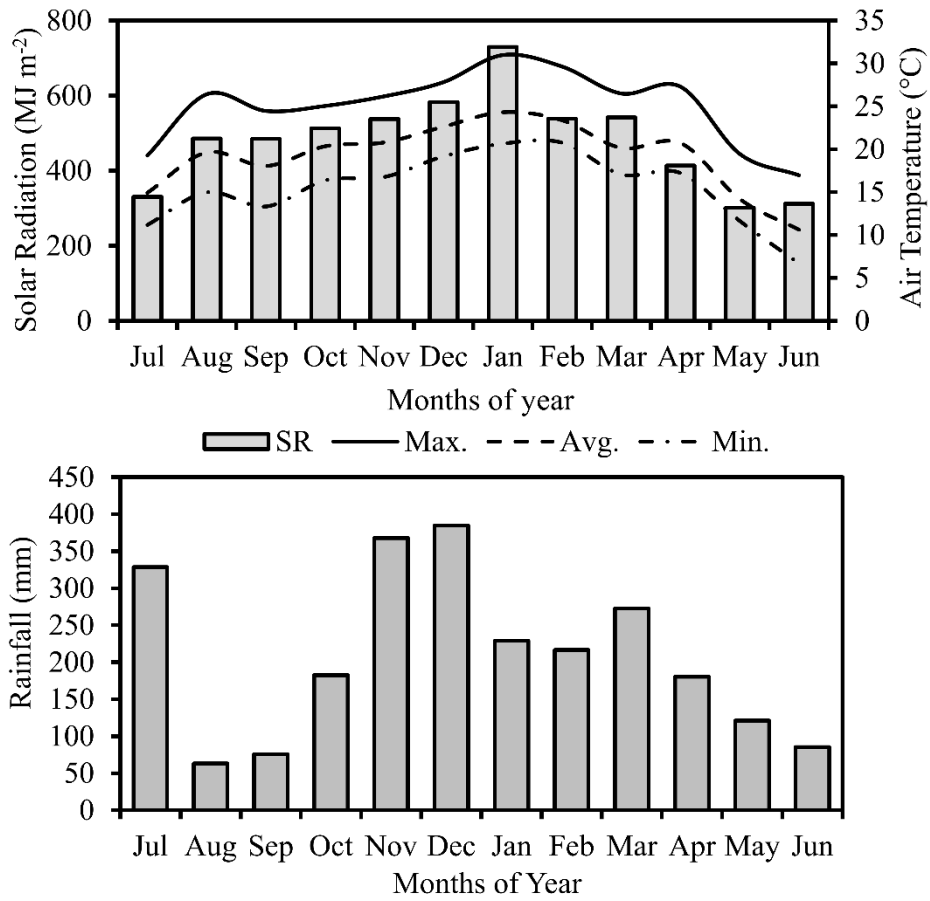 Solar Radiation (MJ m⁻²)
800
600
400
200
0
35
30
25
20
15
10
5
0
Air Temperature (°C)
Jul Aug Sep Oct Nov Dec Jan Feb Mar Apr May Jun
Months of year
SR Max. Avg. Min.
Rainfall (mm)
450
400
350
300
250
200
150
100
50
0
Jul Aug Sep Oct Nov Dec Jan Feb Mar Apr May Jun
Months of Year